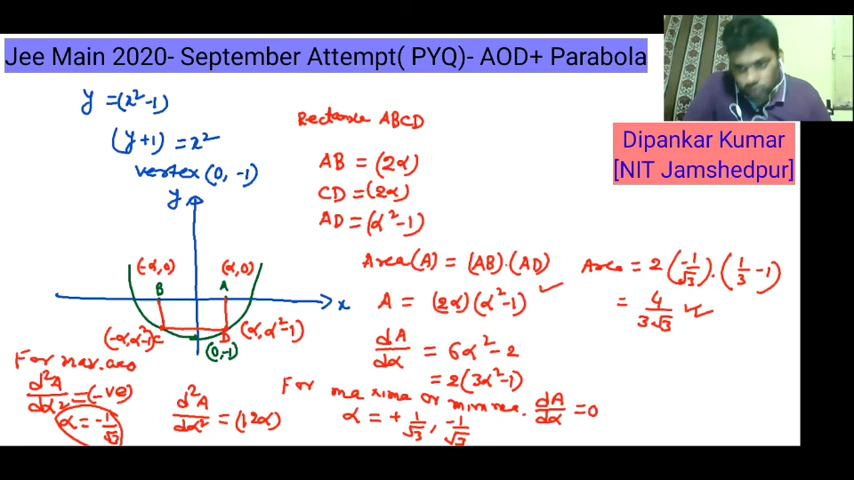 Jee Main 2020- September Attempt( PYQ)- AOD+ Parabola
Dipankar Kumar
[NIT Jamshedpur]
y = (x²-1)
(y+1) = x²
vertex (0, -1)
y
x
(-α,0)
(α,0)
B
A
(-α,α²-1)
C
D
(α, α²-1)
(0,-1)
Rectangle ABCD
AB = (2α)
CD = (2α)
AD = (α²-1)
Area(A) = (AB).(AD)
A = (2α)(α²-1)
dA/dα = 6α²-2
= 2(3α²-1)
For maxima or minima. dA/dα = 0
α = + 1/√3, -1/√3
d²A/dα² = (12α)
For max.
d²A/dα² = (-ve)
α = -1/√3
Area = 2(-1/√3).(1/3 -1)
= 4/3√3